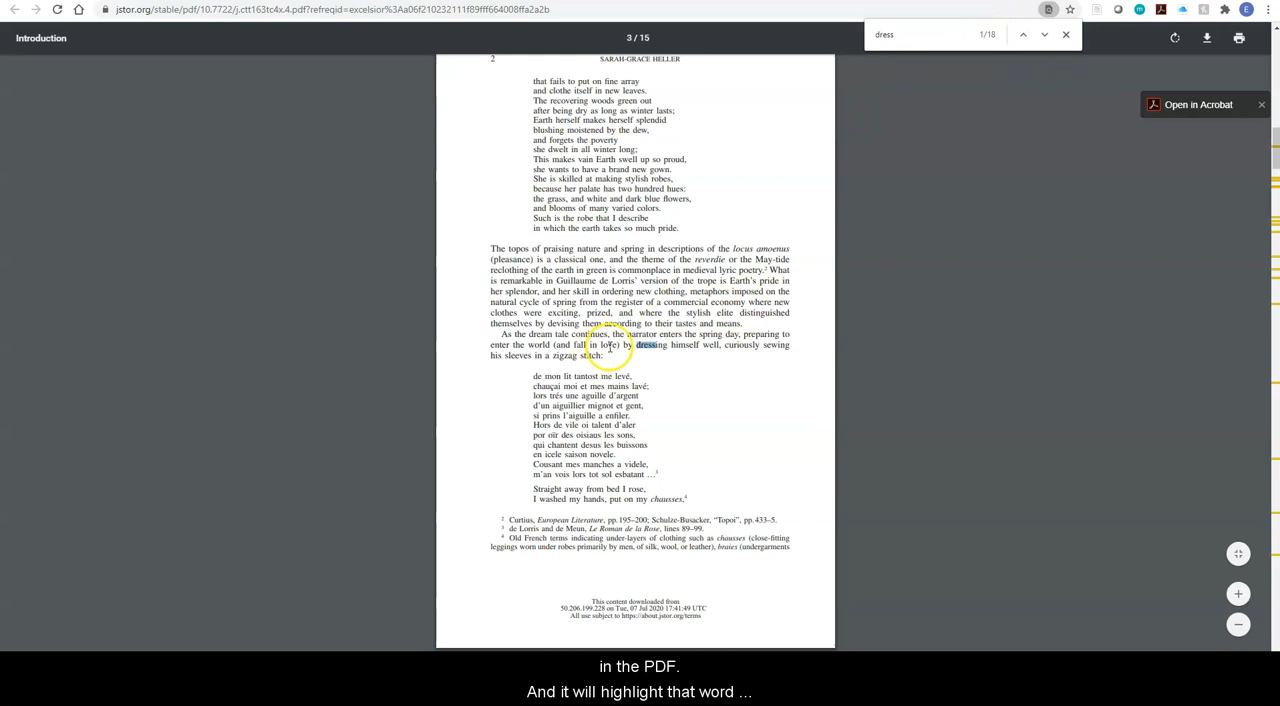 jstor.org/stable/pdf/10.7722/j.ctt163tc4x.4.pdf?refreqid=excelsior%3Aa06f210232111f89fff664008ffa2a2b
E
Introduction
3 / 15
dress
1/18
Open in Acrobat
2
SARAH-GRACE HELLER
that fails to put on fine array
and clothe itself in new leaves.
The recovering woods green out
after being dry as long as winter lasts;
Earth herself makes herself splendid
blushing moistened by the dew,
and forgets the poverty
she dwelt in all winter long;
This makes vain Earth swell up so proud,
she wants to have a brand new gown.
She is skilled at making stylish robes,
because her palate has two hundred hues:
the grass, and white and dark blue flowers,
and blooms of many varied colors.
Such is the robe that I describe
in which the earth takes so much pride.
The topos of praising nature and spring in descriptions of the locus amoenus
(pleasance) is a classical one, and the theme of the reverdie or the May-tide
reclothing of the earth in green is commonplace in medieval lyric poetry.2 What
is remarkable in Guillaume de Lorris' version of the trope is Earth's pride in
her splendor, and her skill in ordering new clothing, metaphors imposed on the
natural cycle of spring from the register of a commercial economy where new
clothes were exciting, prized, and where the stylish elite distinguished
themselves by devising them according to their tastes and means.
As the dream tale continues, the narrator enters the spring day, preparing to
enter the world (and fall in love) by dressing himself well, curiously sewing
his sleeves in a zigzag stitch:
de mon lit tantost me levé,
chauçai moi et mes mains lavé;
lors trés une aguille d'argent
d'un aiguillier mignot et gent,
si prins l'aiguille a enfiler.
Hors de vile oi talent d'aler
por oïr des oisiaus les sons,
qui chantent desus les buissons
en icele saison novele.
Cousant mes manches a videle,
m'an vois lors tot sol esbatant ...3
Straight away from bed I rose,
I washed my hands, put on my chausses,4
2 Curtius, European Literature, pp. 195–200; Schulze-Busacker, "Topoi", pp. 433–5.
3 de Lorris and de Meun, Le Roman de la Rose, lines 89–99.
4 Old French terms indicating under-layers of clothing such as chausses (close-fitting
leggings worn under robes primarily by men, of silk, wool, or leather), braies (undergarments
This content downloaded from
50.206.199.228 on Tue, 07 Jul 2020 17:41:49 UTC
All use subject to https://about.jstor.org/terms
in the PDF.
And it will highlight that word ...